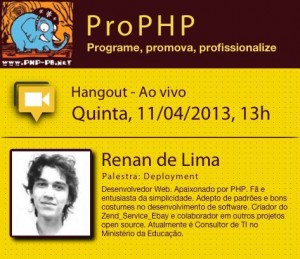 ProPHP
Programe, promova, profissionalize
www.PHP-PB.NET
Hangout - Ao vivo
Quinta, 11/04/2013, 13h
Renan de Lima
Palestra: Deployment
Desenvolvedor Web. Apaixonado por PHP. Fã e
entusiasta da simplicidade. Adepto de padrões e bons
costumes no desenvolvimento de software. Criador do
Zend_Service_Ebay e colaborador em outros projetos
open source. Atualmente é Consultor de TI no
Ministério da Educação.